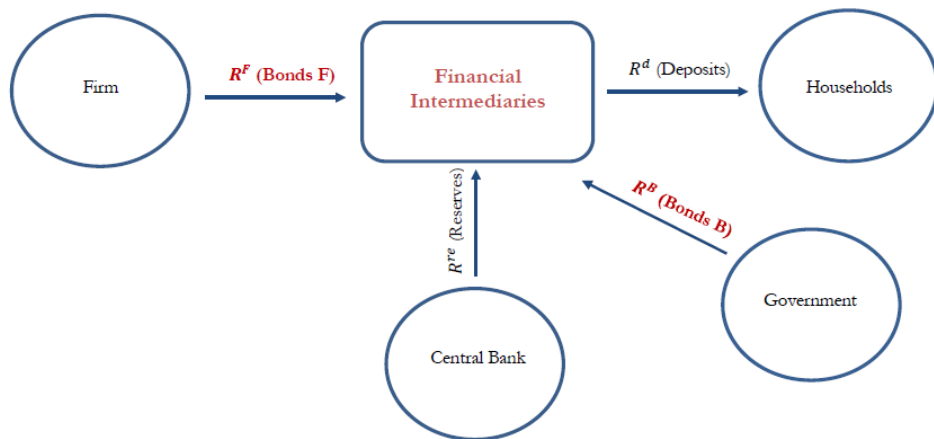 Firm
R^F (Bonds F)
Financial
Intermediaries
R^d (Deposits)
Households
R^re (Reserves)
R^B (Bonds B)
Government
Central Bank